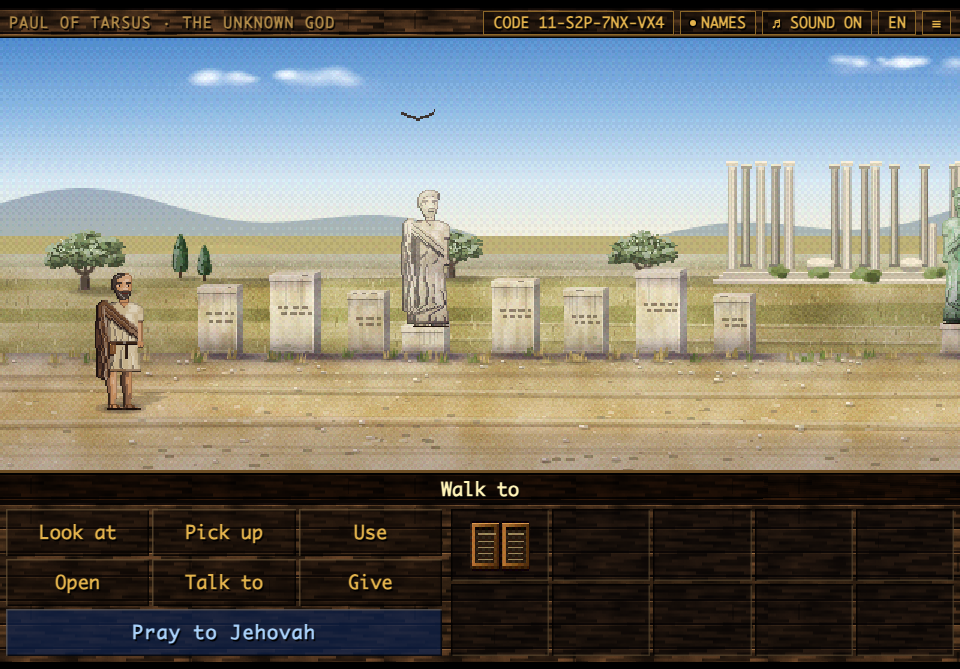 PAUL OF TARSUS · THE UNKNOWN GOD
CODE 11-S2P-7NX-VX4
● NAMES
♬ SOUND ON
EN
≡
Walk to
Look at
Pick up
Use
Open
Talk to
Give
Pray to Jehovah